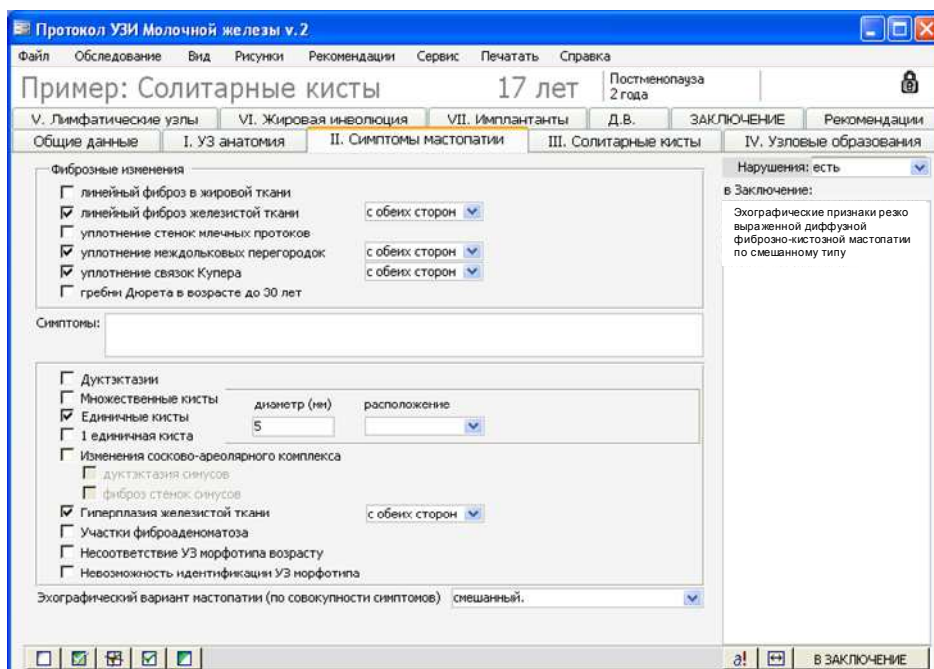 Протокол УЗИ Молочной железы v.2
Файл Обследование Вид Рисунки Рекомендации Сервис Печатать Справка
Пример: Солитарные кисты 17 лет Постменопауза
2 года
V. Лимфатические узлы VI. Жировая инволюция VII. Имплантанты Д.В. ЗАКЛЮЧЕНИЕ Рекомендации
Общие данные I. УЗ анатомия II. Симптомы мастопатии III. Солитарные кисты IV. Узловые образования
Фиброзные изменения
линейный фиброз в жировой ткани
линейный фиброз железистой ткани с обеих сторон
уплотнение стенок млечных протоков
уплотнение междольковых перегородок с обеих сторон
уплотнение связок Купера с обеих сторон
гребни Дюрета в возрасте до 30 лет
Симптомы:
Дуктэктазии
Множественные кисты
Единичные кисты
1 единичная киста
диаметр (мм) расположение
5
Изменения сосково-ареолярного комплекса
дуктэктазия синусов
фиброз стенок синусов
Гиперплазия железистой ткани с обеих сторон
Участки фиброаденоматоза
Несоответствие УЗ морфотипа возрасту
Невозможность идентификации УЗ морфотипа
Эхографический вариант мастопатии (по совокупности симптомов) смешанный.
Нарушения: есть
в Заключение:
Эхографические признаки резко
выраженной диффузной
фиброзно-кистозной мастопатии
по смешанному типу
а! В ЗАКЛЮЧЕНИЕ